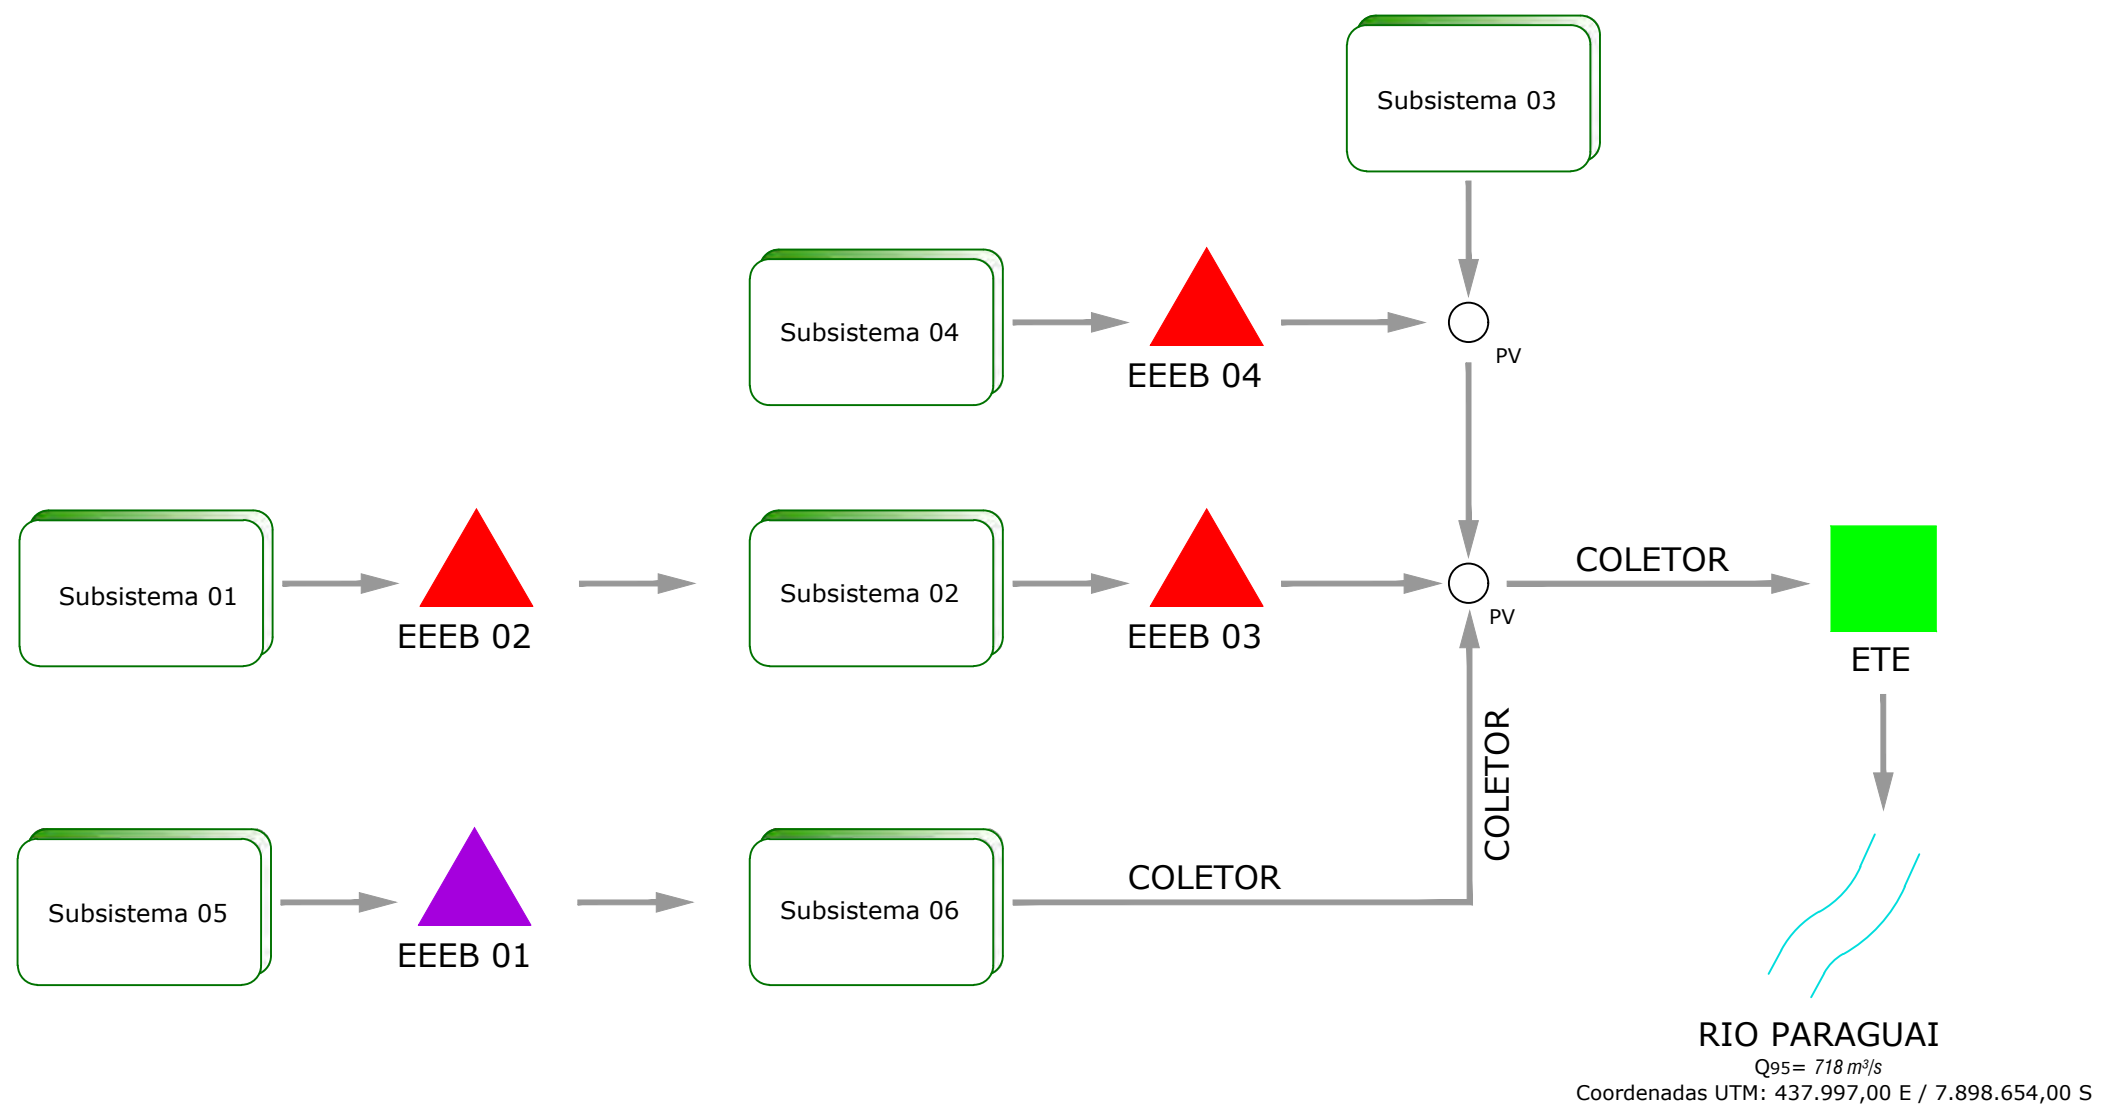 Subsistema 03
Subsistema 04
EEEB 04
PV
Subsistema 01
EEEB 02
Subsistema 02
EEEB 03
PV
COLETOR
ETE
Subsistema 05
EEEB 01
Subsistema 06
COLETOR
COLETOR
RIO PARAGUAI
Q95= 718 m³/s
Coordenadas UTM: 437.997,00 E / 7.898.654,00 S